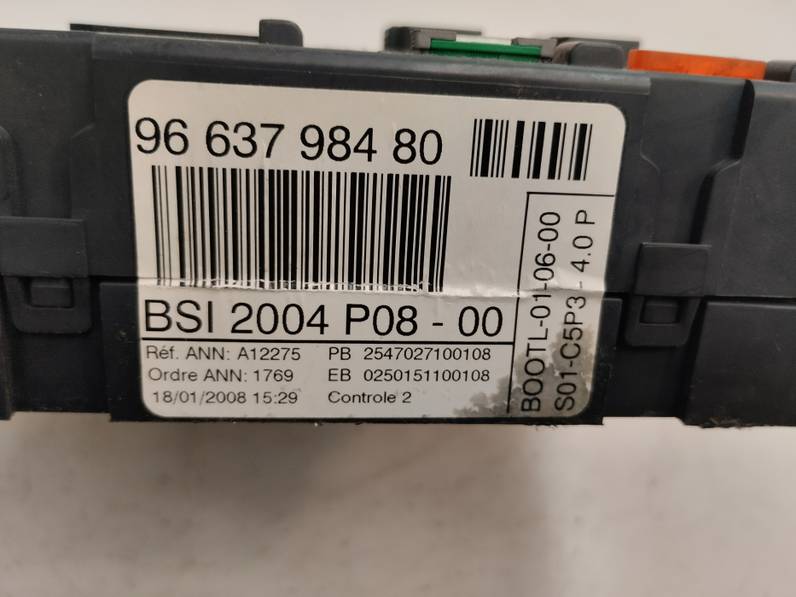 96 637 984 80
BSI 2004 P08 - 00
Réf. ANN: A12275 PB 2547027100108
Ordre ANN: 1769 EB 0250151100108
18/01/2008 15:29 Controle 2
BOOTL-01-06-00
S01-C5P3 - 4.0 P